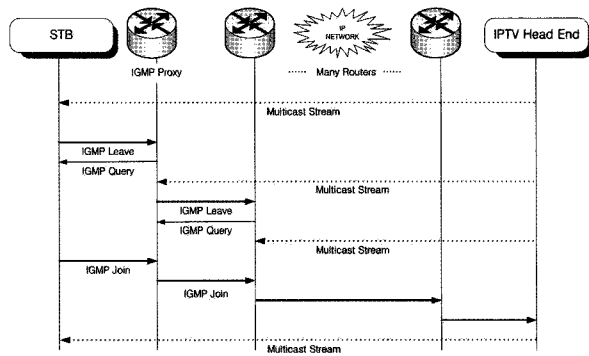 STB
IP
NETWORK
IPTV Head End
IGMP Proxy
Many Routers
Multicast Stream
IGMP Leave
IGMP Query
Multicast Stream
IGMP Leave
IGMP Query
Multicast Stream
IGMP Join
IGMP Join
Multicast Stream